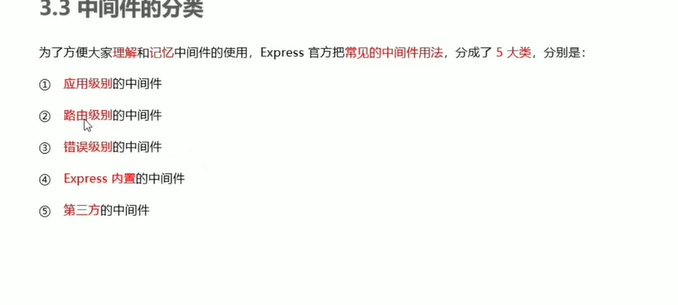 3.3 中间件的分类
为了方便大家理解和记忆中间件的使用，Express 官方把常见的中间件用法，分成了 5 大类，分别是：
① 应用级别的中间件
② 路由级别的中间件
③ 错误级别的中间件
④ Express 内置的中间件
⑤ 第三方的中间件